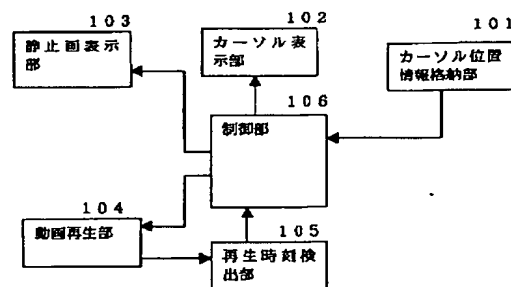 103
静止画表示
部
102
カーソル表
示部
101
カーソル位置
情報格納部
106
制御部
104
動画再生部
105
再生時刻検
出部